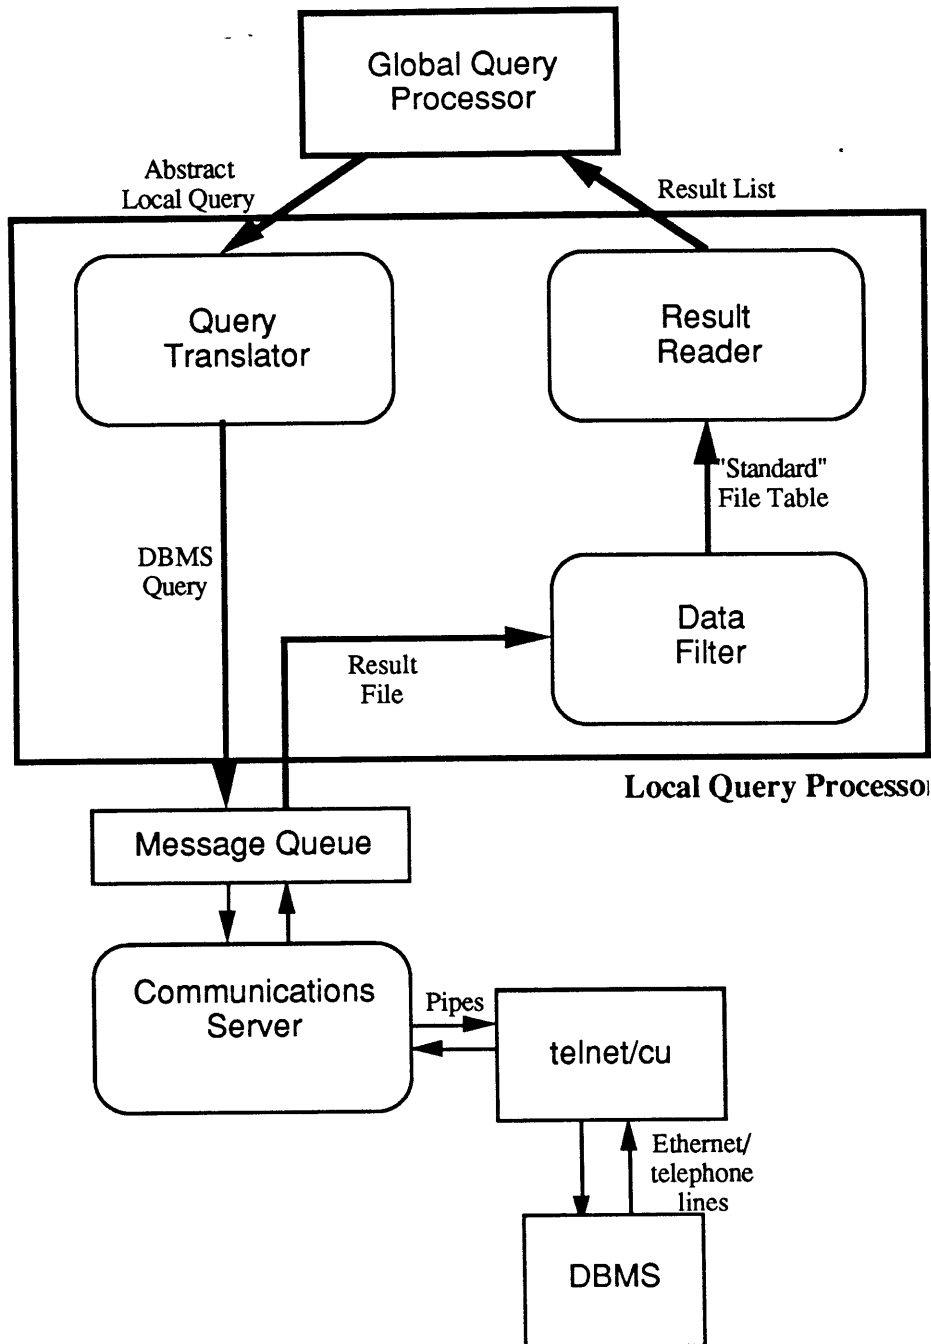 Global Query
Processor
Abstract
Local Query
Result List
Query
Translator
Result
Reader
"Standard"
File Table
DBMS
Query
Data
Filter
Result
File
Local Query Processor
Message Queue
Communications
Server
Pipes
telnet/cu
Ethernet/
telephone
lines
DBMS